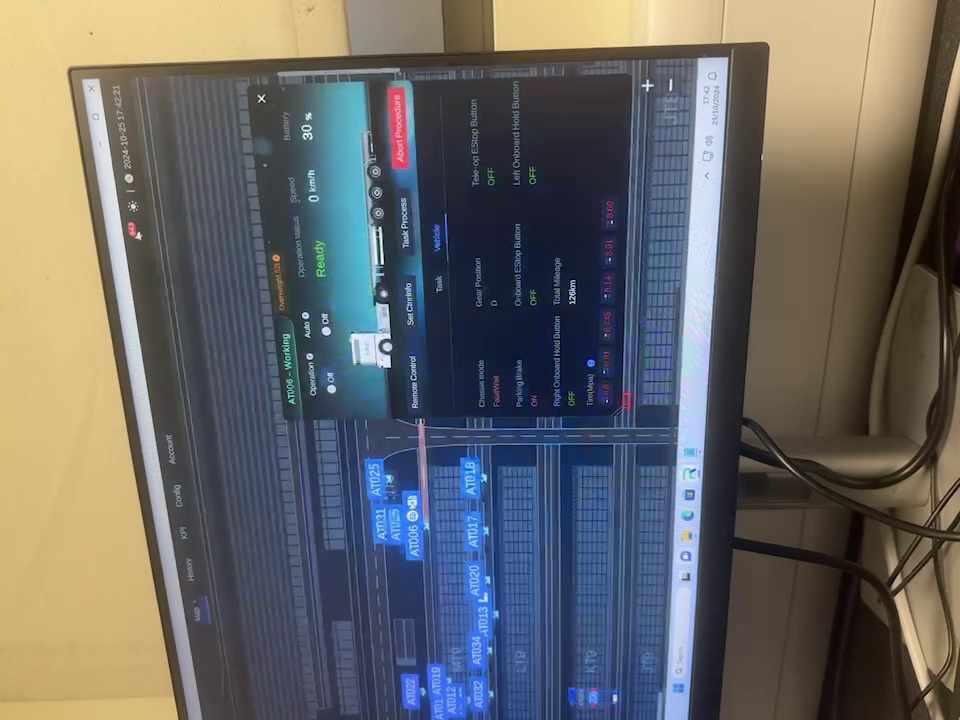 Map
History
KPI
Config
Account
2024-10-25 17:42:21
AT006 - Working
Overweight
Operation
Off
Auto
Off
Operation status
Ready
Speed
0 km/h
Battery
30 %
Remote Control
Set CtnrInfo
Task Process
Abort Procedure
Task
Vehicle
Chassis mode
FaultWait
Gear Position
D
Tele-op EStop Button
OFF
Parking Brake
ON
Onboard EStop Button
OFF
Left Onboard Hold Button
OFF
Right Onboard Hold Button
OFF
Total Mileage
126km
Tire(Mpa)
AT025
AT031
AT006
AT018
AT017
AT020
AT013
AT034
AT032
AT022
AT019
AT012
Search
17:42
25/10/2024